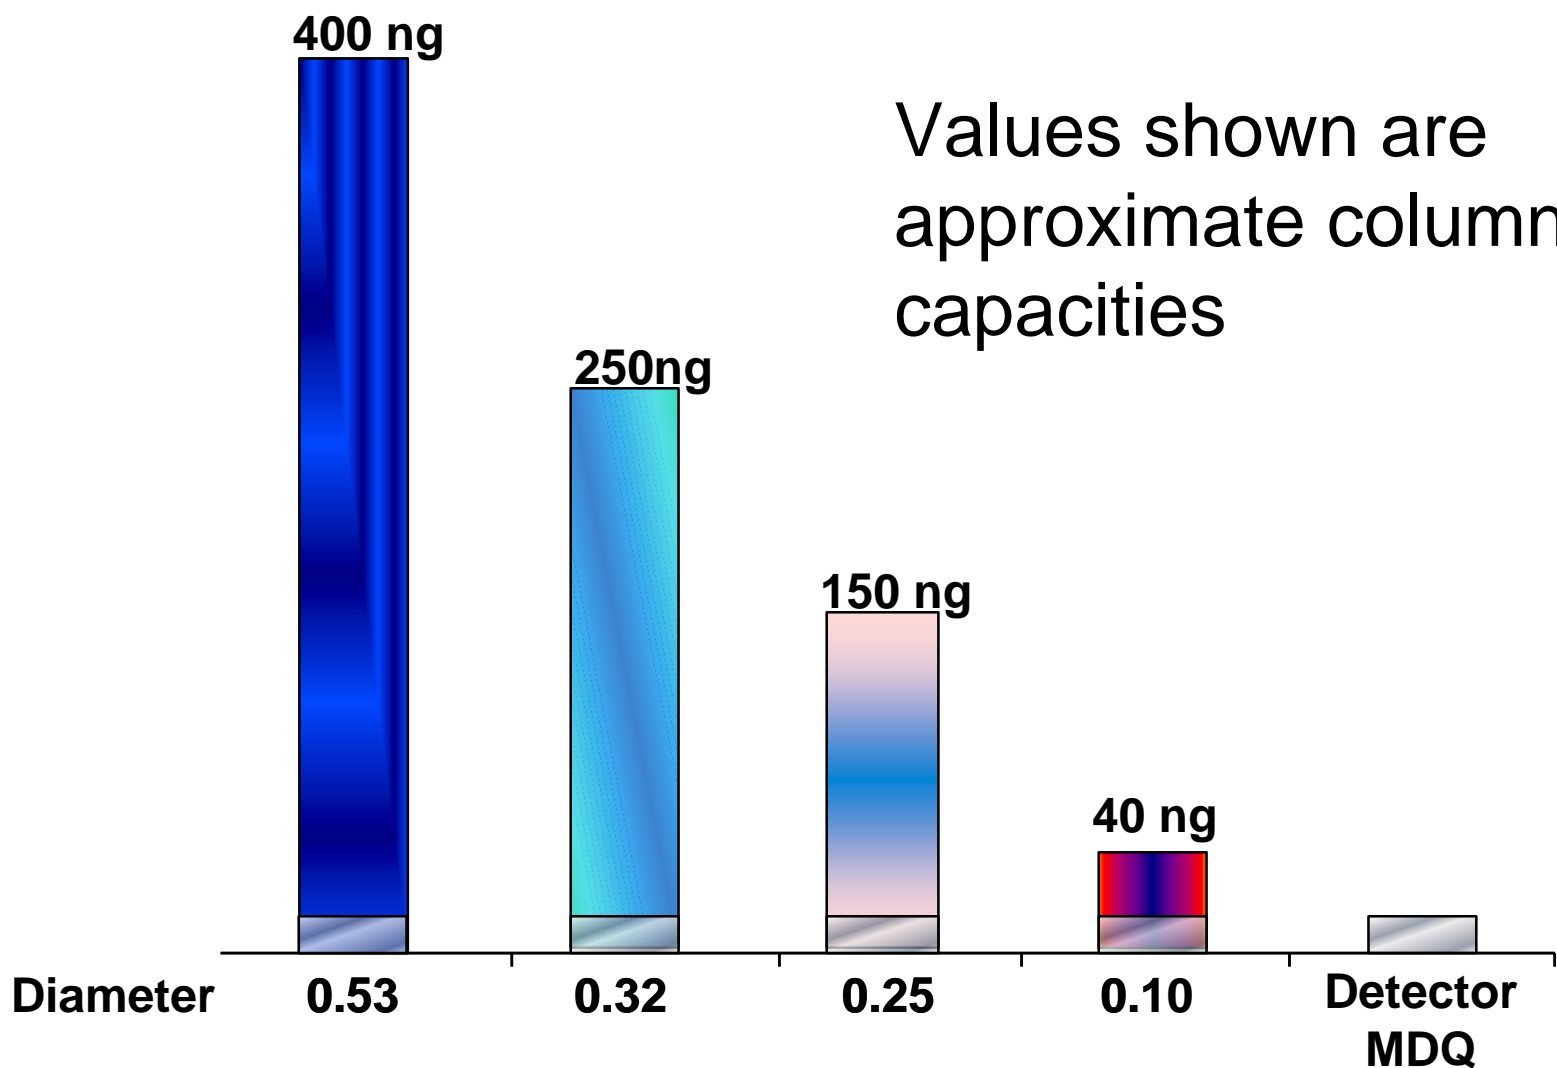 400 ng
Values shown are
approximate column
capacities
250ng
150 ng
40 ng
Diameter 0.53 0.32 0.25 0.10 Detector
MDQ